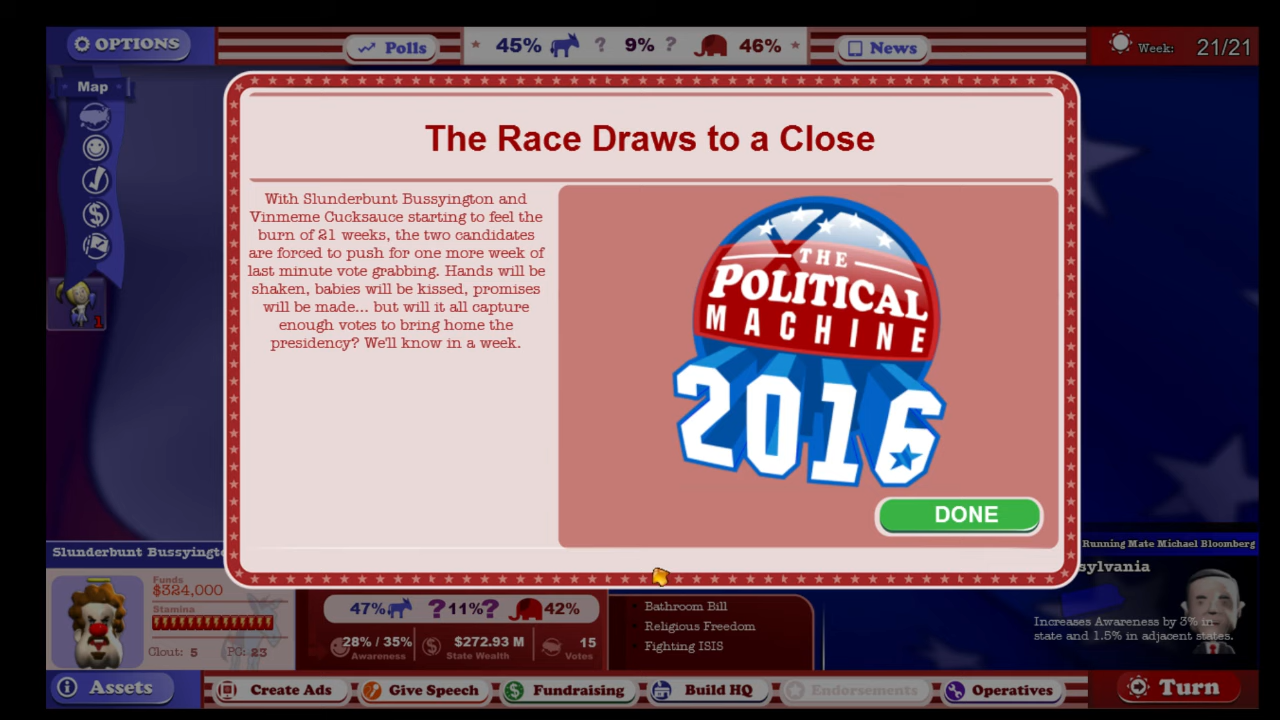 OPTIONS
Polls
45% ? 9% ? 46%
News
Week: 21/21
Map
The Race Draws to a Close
With Slunderbunt Bussyington and
Vinmeme Cucksauce starting to feel the
burn of 21 weeks, the two candidates
are forced to push for one more week of
last minute vote grabbing. Hands will be
shaken, babies will be kissed, promises
will be made... but will it all capture
enough votes to bring home the
presidency? We'll know in a week.
THE
POLITICAL
MACHINE
2016
DONE
1
Slunderbunt Bussyingto
Funds
$324,000
Stamina
Clout: 5 PC: 23
47% ? 11% ? 42%
28% / 35%
Awareness
$272.93 M
State Wealth
15
Votes
Bathroom Bill
Religious Freedom
Fighting ISIS
Running Mate Michael Bloomberg
sylvania
Increases Awareness by 3% in
state and 1.5% in adjacent states.
Assets
Create Ads
Give Speech
Fundraising
Build HQ
Endorsements
Operatives
Turn